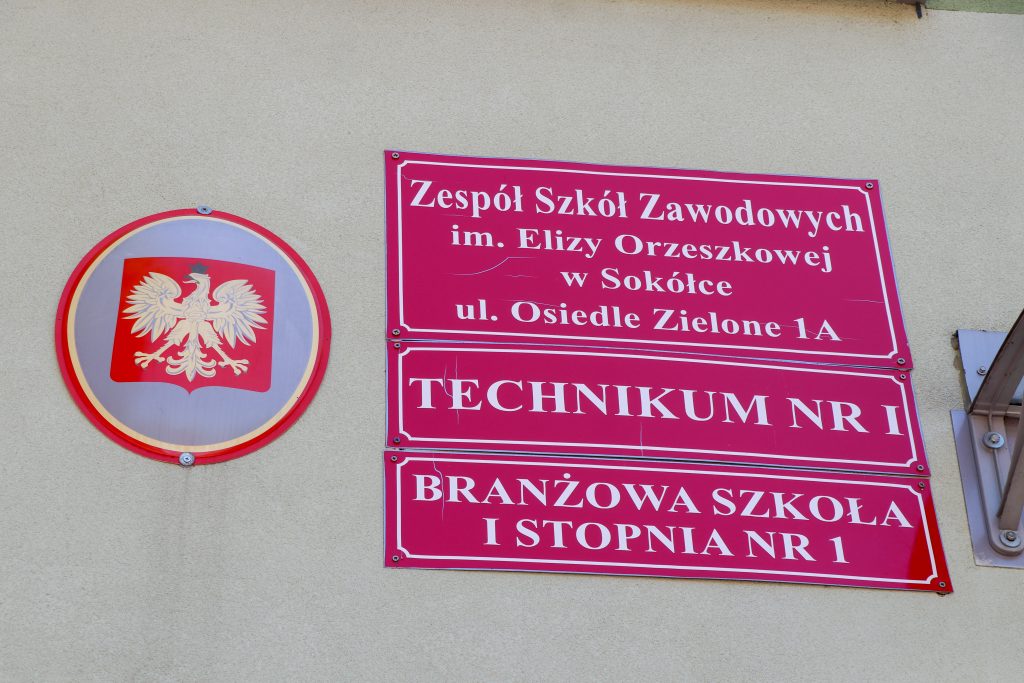 Zespół Szkół Zawodowych
im. Elizy Orzeszkowej
w Sokółce
ul. Osiedle Zielone 1A
TECHNIKUM NR I
BRANŻOWA SZKOŁA
I STOPNIA NR 1